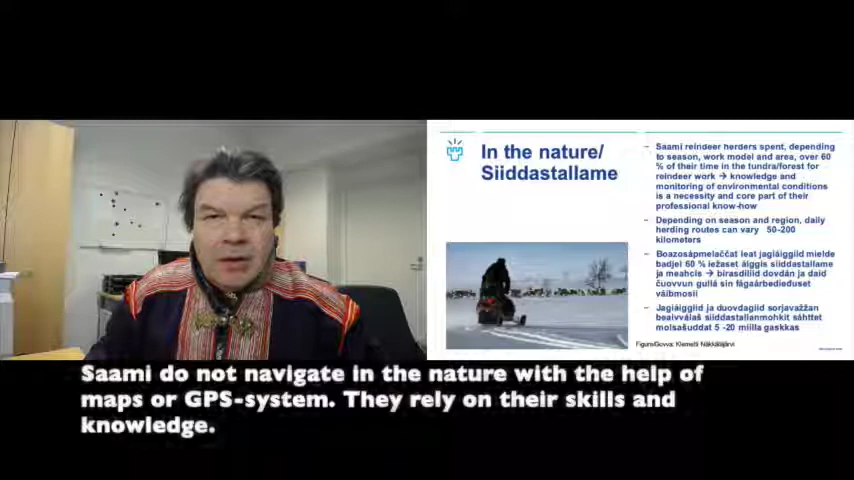 In the nature/
Siiddastallame
– Saami reindeer herders spent, depending
to season, work model and area, over 60
% of their time in the tundra/forest for
reindeer work → knowledge and
monitoring of environmental conditions
is a necessity and core part of their
professional know-how
– Depending on season and region, daily
herding routes can vary 50-200
kilometers
– Boazosápmelaččat leat jagiáiggid mielde
badjel 60 % iežaset áiggis siiddastallame
ja meahcis → birasdiliid dovdán ja daid
čuovvun gullá sin fágaárbedieđuset
váibmosii
– Jagiáiggiid ja duovdagiid sorjavažžan
beaivválaš siiddastallanmohkit sáhttet
molsašuddat 5 -20 miilla gaskkas
Figure/Govva: Klemetti Näkkäläjärvi
Saami do not navigate in the nature with the help of
maps or GPS-system. They rely on their skills and
knowledge.